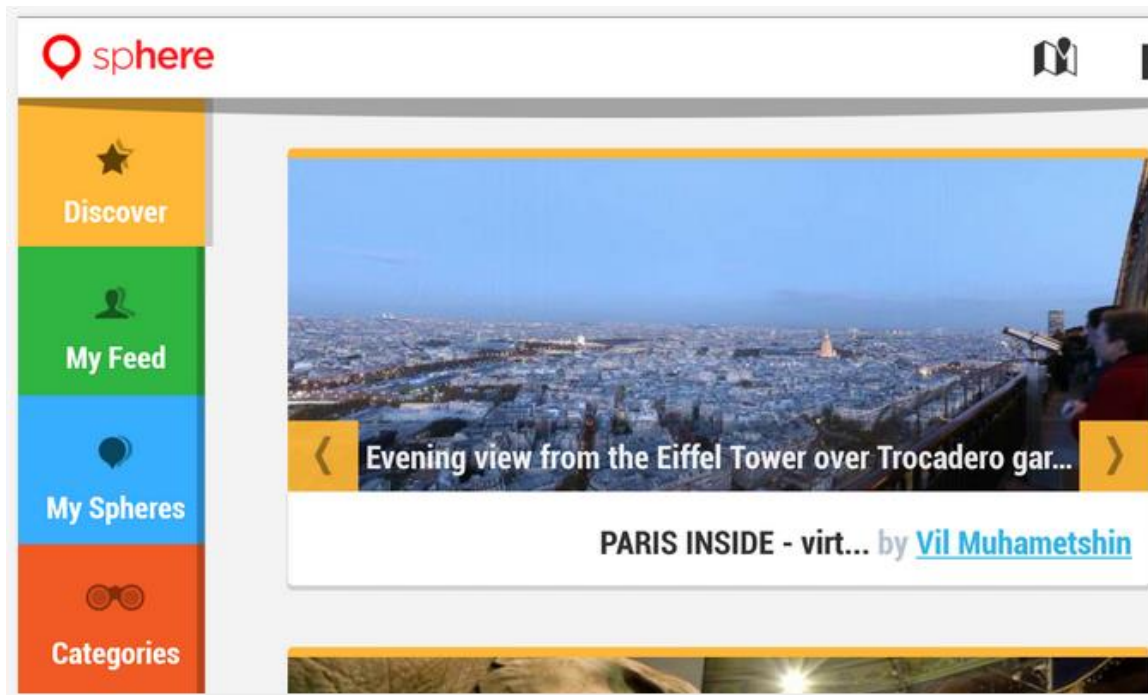 sphere
Discover
My Feed
My Spheres
Categories
Evening view from the Eiffel Tower over Trocadero gar...
PARIS INSIDE - virt... by Vil Muhametshin